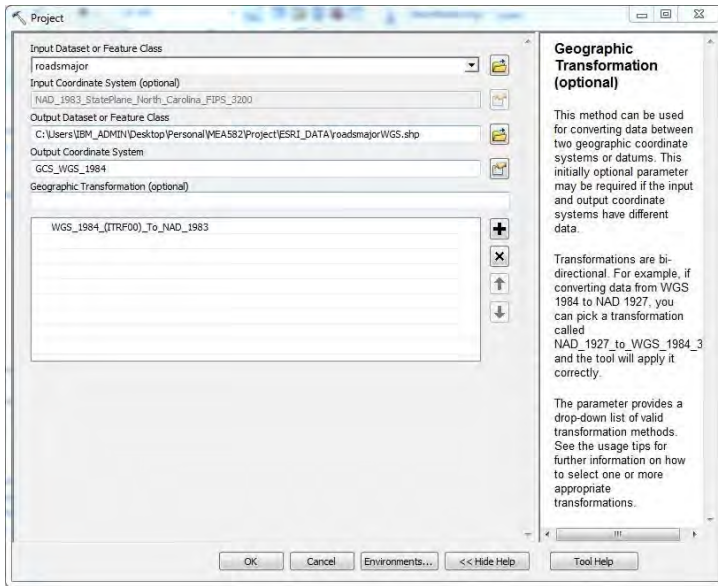 Project
Input Dataset or Feature Class
roadsmajor
Input Coordinate System (optional)
NAD_1983_StatePlane_North_Carolina_FIPS_3200
Output Dataset or Feature Class
C:\Users\IBM_ADMIN\Desktop\Personal\MEA582\Project\ESRI_DATA\roadsmajorWGS.shp
Output Coordinate System
GCS_WGS_1984
Geographic Transformation (optional)
WGS_1984_(ITRF00)_To_NAD_1983
OK
Cancel
Environments...
<< Hide Help
Geographic
Transformation
(optional)
This method can be used
for converting data between
two geographic coordinate
systems or datums. This
initially optional parameter
may be required if the input
and output coordinate
systems have different
data.
Transformations are bi-
directional. For example, if
converting data from WGS
1984 to NAD 1927, you
can pick a transformation
called
NAD_1927_to_WGS_1984_3
and the tool will apply it
correctly.
The parameter provides a
drop-down list of valid
transformation methods.
See the usage tips for
further information on how
to select one or more
appropriate
transformations.
Tool Help